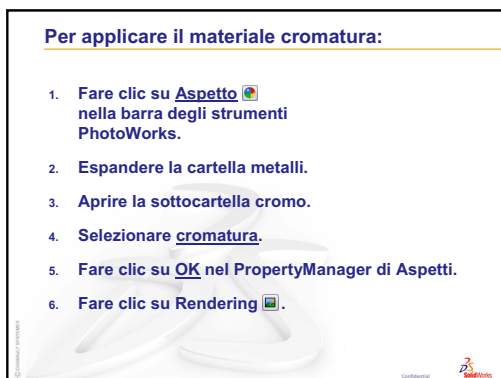 Per applicare il materiale cromatura:
1. Fare clic su Aspetto
nella barra degli strumenti
PhotoWorks.
2. Espandere la cartella metalli.
3. Aprire la sottocartella cromo.
4. Selezionare cromatura.
5. Fare clic su OK nel PropertyManager di Aspetti.
6. Fare clic su Rendering .
© DASSAULT SYSTEMES
Confidential
SolidWorks